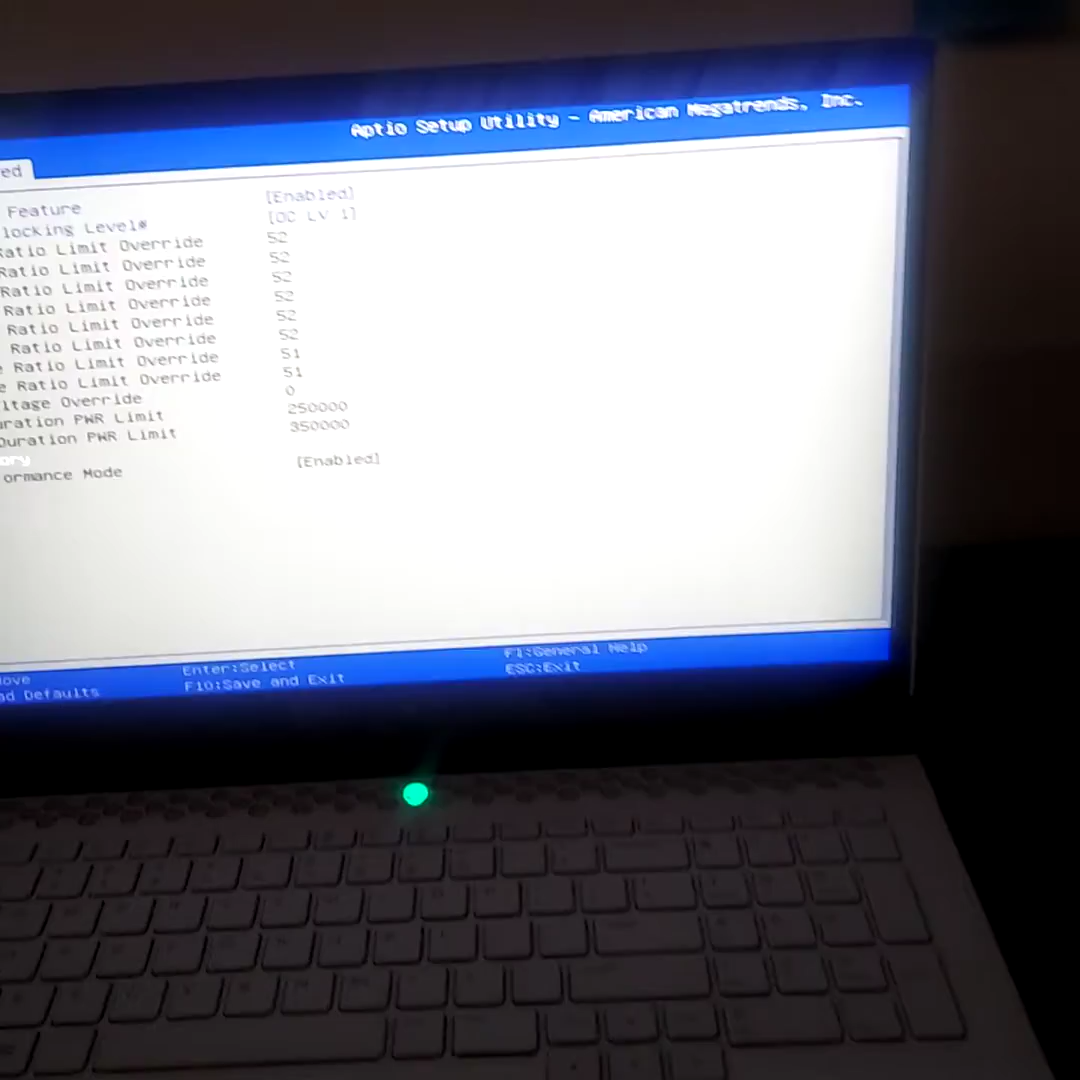 Aptio Setup Utility - American Megatrends, Inc.
ed
Feature [Enabled]
locking Level# [OC LV 1]
Ratio Limit Override 52
Ratio Limit Override 52
Ratio Limit Override 52
Ratio Limit Override 52
Ratio Limit Override 52
Ratio Limit Override 52
e Ratio Limit Override 51
e Ratio Limit Override 51
ltage Override 0
uration PWR Limit 250000
Duration PWR Limit 350000
ory
ormance Mode [Enabled]
ove Enter:Select F1:General Help
ad Defaults F10:Save and Exit ESC:Exit